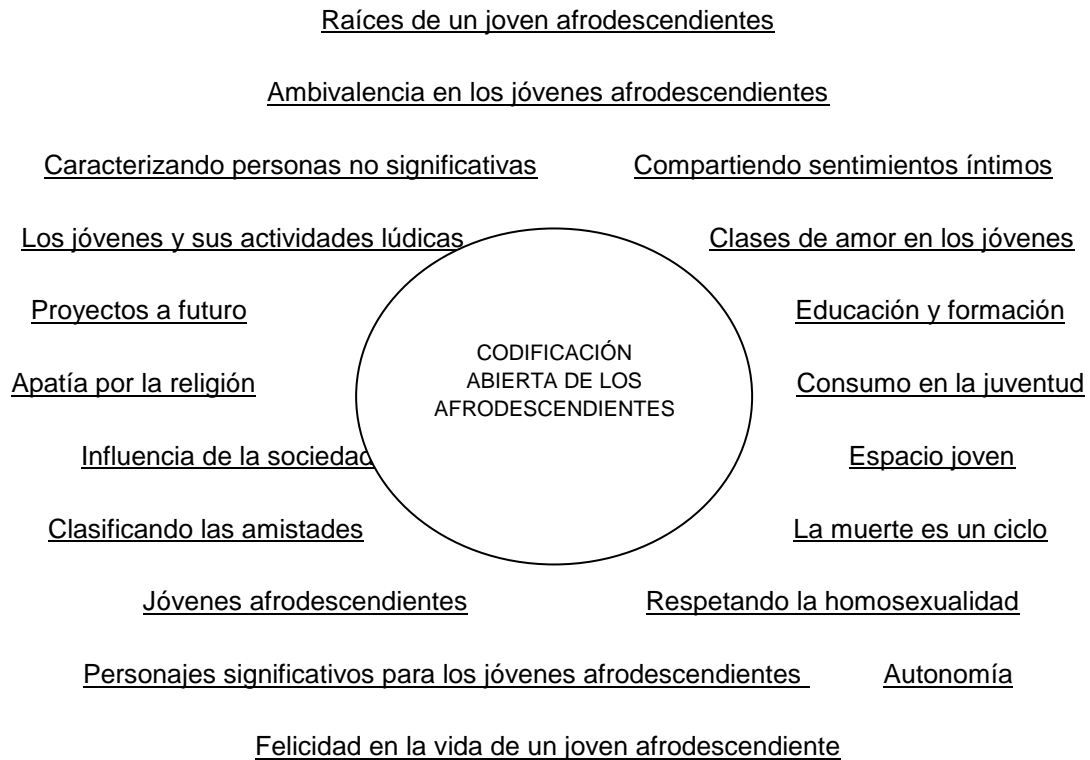 Raíces de un joven afrodescendientes
Ambivalencia en los jóvenes afrodescendientes
Caracterizando personas no significativas Compartiendo sentimientos íntimos
Los jóvenes y sus actividades lúdicas Clases de amor en los jóvenes
Proyectos a futuro Educación y formación
CODIFICACIÓN
ABIERTA DE LOS
AFRODESCENDIENTES
Apatía por la religión Consumo en la juventud
Influencia de la sociedad Espacio joven
Clasificando las amistades La muerte es un ciclo
Jóvenes afrodescendientes Respetando la homosexualidad
Personajes significativos para los jóvenes afrodescendientes Autonomía
Felicidad en la vida de un joven afrodescendiente